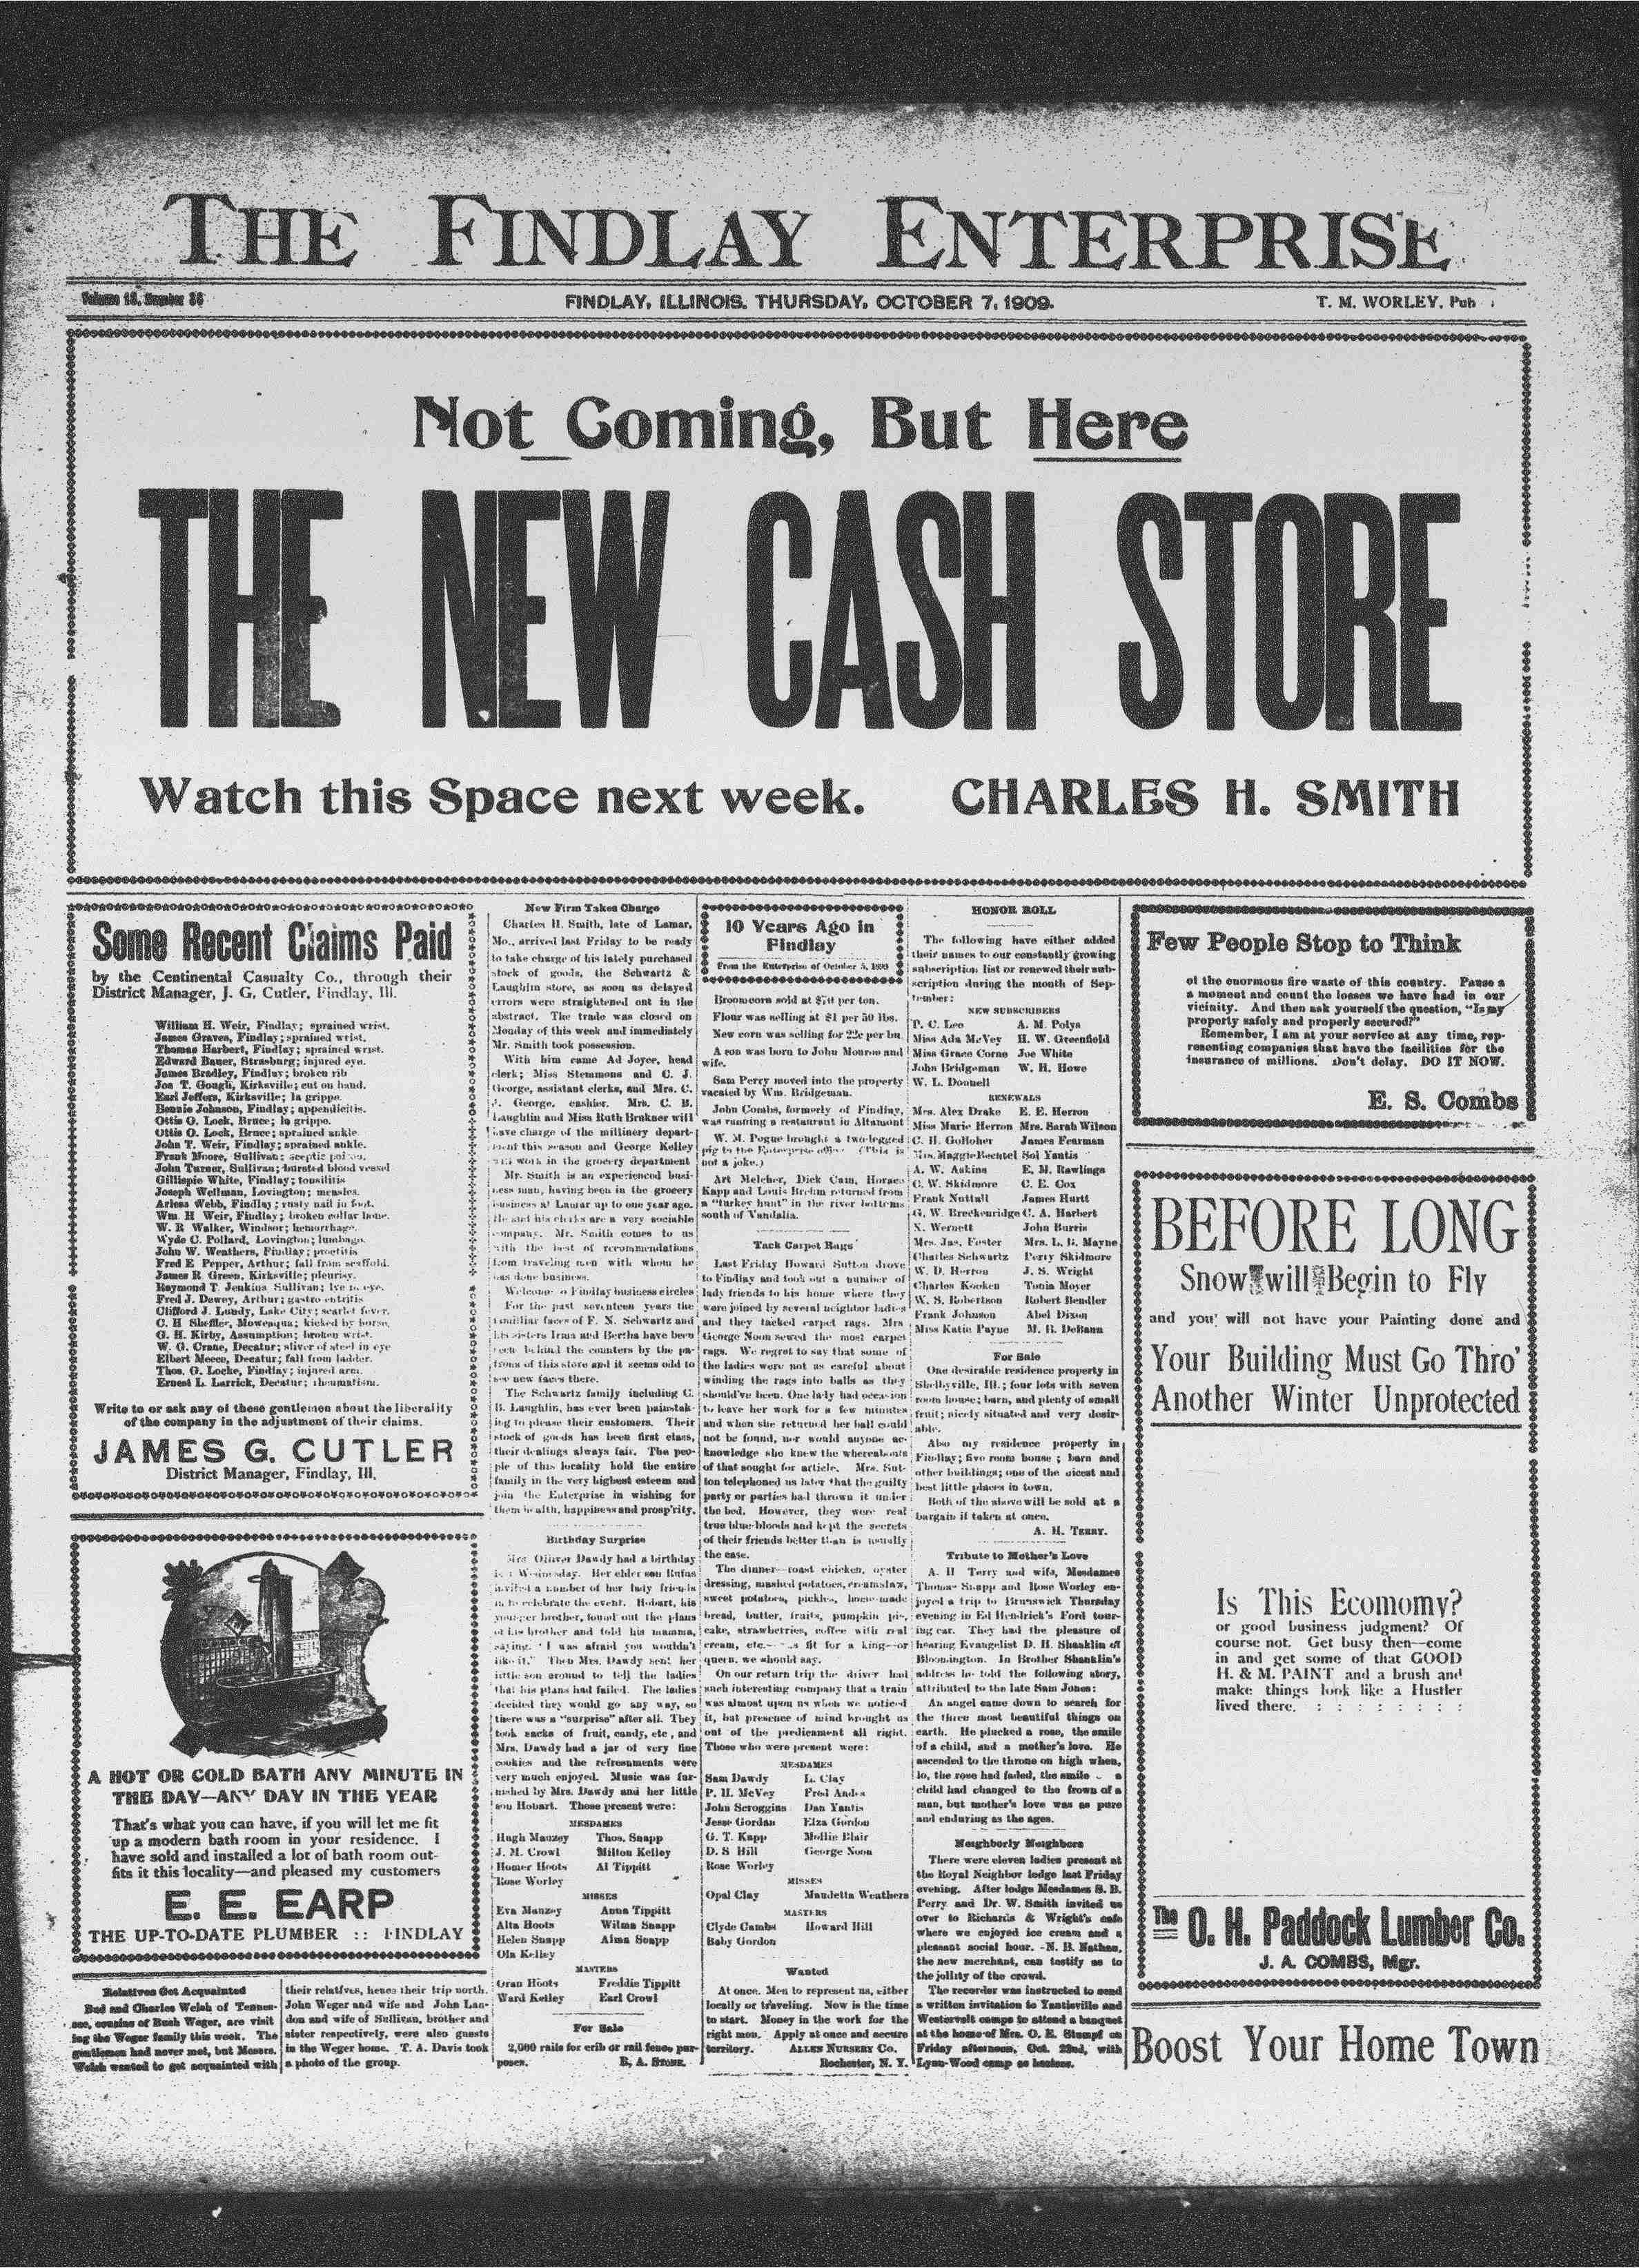 THE FINDLAY ENTERPRISE
Volume 18, Number 36
FINDLAY, ILLINOIS, THURSDAY, OCTOBER 7, 1909.
T. M. WORLEY, Pub
Not Coming, But Here
THE NEW CASH STORE
Watch this Space next week.
CHARLES H. SMITH
Some Recent Claims Paid
by the Continental Casualty Co., through their
District Manager, J. G. Cutler, Findlay, Ill.
William H. Weir, Findlay; sprained wrist.
James Graven, Findlay; sprained wrist.
Thomas Harbert, Findlay; sprained wrist.
Edward Bauer, Strasburg; injured eye.
James Bradley, Findlay; broken rib
Jos T. Gough, Kirksville; cut on hand.
Earl Jeffers, Kirksville; la grippe.
Bennie Johnson, Findlay; appendicitis.
Ottis O. Lock, Bruce; la grippe.
Ottis O. Lock, Bruce; sprained ankle
John T. Weir, Findlay; sprained ankle.
Frank Moore, Sullivan; sceptic
John Turner, Sullivan; bursted blood vessel
Gillispie White, Findlay; tonsilitis
Joseph Wellman, Lovington; measles.
Arless Webb, Findlay; rusty nail in foot.
Wm. H Weir, Findlay; broken collar bone.
W. R Walker, Windsor; hemorrhage.
Wyde C. Pollard, Lovington; lumbago.
John W. Weathers, Findlay; proctitis
Fred E Pepper, Arthur; fall from scaffold.
James R Green, Kirksville; pleurisy.
Raymond T. Jenkins Sullivan; lye in eye.
Fred J. Dewey, Arthur; gastro entritis
Clifford J. Lundy, Lake City; scarlet fever.
C. H Sheffler, Moweaqua; kicked by horse.
G. H. Kirby, Assumption; broken wrist.
W. G. Crane, Decatur; sliver of steel in eye
Elbert Meece, Decatur; fall from ladder.
Thos. G. Locke, Findlay; injured arm.
Ernest L. Larrick, Decatur; rheumatism.
Write to or ask any of these gentlemen about the liberality
of the company in the adjustment of their claims.
JAMES G. CUTLER
District Manager, Findlay, Ill.
A HOT OR COLD BATH ANY MINUTE IN
THE DAY—ANY DAY IN THE YEAR
That's what you can have, if you will let me fit
up a modern bath room in your residence. I
have sold and installed a lot of bath room out-
fits it this locality—and pleased my customers
E. E. EARP
THE UP-TO-DATE PLUMBER :: FINDLAY
Relatives Get Acquainted
Bud and Charles Welsh of Tennes-
see, cousins of Bush Weger, are visit
ing the Weger family this week. The
gentlemen had never met, but Messrs.
Welsh wanted to get acquainted with
their relatives, hence their trip north.
John Weger and wife and John Lan-
don and wife of Sullivan, brother and
sister respectively, were also guests
in the Weger home. T. A. Davis took
a photo of the group.
New Firm Takes Charge
Charles H. Smith, late of Lamar,
Mo., arrived last Friday to be ready
to take charge of his lately purchased
stock of goods, the Schwartz &
Laughlin store, as soon as delayed
errors were straightened out in the
abstract. The trade was closed on
Monday of this week and immediately
Mr. Smith took possession.
With him came Ad Joyce, head
clerk; Miss Stemmons and C. J.
George, assistant clerks, and Mrs. C.
J. George, cashier. Mrs. C. B.
Laughlin and Miss Ruth Brukner will
have charge of the millinery depart-
ment this season and George Kelley
will work in the grocery department
Mr. Smith is an experienced busi-
ness man, having been in the grocery
business at Lamar up to one year ago.
He and his clerks are a very sociable
company. Mr. Smith comes to us
with the best of recommendations
from traveling men with whom he
has done business.
Welcome to Findlay business circles
For the past seventeen years the
familiar faces of F. N. Schwartz and
his sisters Irma and Bertha have been
seen behind the counters by the pa-
trons of this store and it seems odd to
see new faces there.
The Schwartz family including C.
B. Laughlin, has ever been painstak-
ing to please their customers. Their
stock of goods has been first class,
their dealings always fair. The peo-
ple of this locality hold the entire
family in the very highest esteem and
join the Enterprise in wishing for
them health, happiness and prosp'rity.
Birthday Surprise
Mrs Oliver Dawdy had a birthday
Wednesday. Her elder son Rufus
invited a number of her lady friends
in to celebrate the event. Hobart, his
younger brother, found out the plans
of his brother and told his mamma,
saying. "I was afraid you wouldn't
like it." Then Mrs. Dawdy sent her
little son around to tell the ladies
that his plans had failed. The ladies
decided they would go any way, so
there was a "surprise" after all. They
took sacks of fruit, candy, etc, and
Mrs. Dawdy had a jar of very fine
cookies and the refreshments were
very much enjoyed. Music was fur-
nished by Mrs. Dawdy and her little
son Hobart. Those present were:
MESDAMES
Hugh Mauzey Thos. Snapp
J. M. Crowl Milton Kelley
Homer Hoots Al Tippitt
Rose Worley
MISSES
Eva Mauzey Anna Tippitt
Alta Hoots Wilma Snapp
Helen Snapp Alma Snapp
Ola Kelley
MASTERS
Oran Hoots Freddie Tippitt
Ward Kelley Earl Crowl
For Sale
2,000 rails for crib or rail fence pur-
poses. B. A. STONE.
10 Years Ago in
Findlay
From the Enterprise of October 5, 1899
Broomcorn sold at $70 per ton.
Flour was selling at $1 per 50 lbs.
New corn was selling for 22c per bu.
A son was born to John Monroe and
wife.
Sam Perry moved into the property
vacated by Wm. Bridgeman.
John Combs, formerly of Findlay,
was running a restaurant in Altamont
W. M. Pogue brought a two-legged
pig to the Enterprise office (This is
not a joke.)
Art Melcher, Dick Cam, Horace
Kapp and Louis Brehm returned from
a "turkey hunt" in the river bottoms
south of Vandalia.
Tack Carpet Rags
Last Friday Howard Sutton drove
to Findlay and took out a number of
lady friends to his home where they
were joined by several neighbor ladies
and they tacked carpet rags. Mrs
George Noon sewed the most carpet
rags. We regret to say that some of
the ladies were not as careful about
winding the rags into balls as they
should've been. One lady had occasion
to leave her work for a few minutes
and when she returned her ball could
not be found, nor would anyone ac-
knowledge she knew the whereabouts
of that sought for article. Mrs. Sut-
ton telephoned us later that the guilty
party or parties had thrown it under
the bed. However, they were real
true blue-bloods and kept the secrets
of their friends better than is usually
the case.
The dinner—roast chicken, oyster
dressing, mashed potatoes, creamslaw,
sweet potatoes, pickles, home-made
bread, butter, fruits, pumpkin pie,
cake, strawberries, coffee with real
cream, etc.— fit for a king—or
queen, we should say.
On our return trip the driver had
such interesting company that a train
was almost upon us when we noticed
it, but presence of mind brought us
out of the predicament all right.
Those who were present were:
MESDAMES
Sam Dawdy L. Clay
P. H. McVey Fred Andes
John Scroggins Dan Yantis
Jesse Gordan Elza Gordon
G. T. Kapp Mollie Blair
D. S Hill George Noon
Rose Worley
MISSES
Opal Clay Maudetta Weathers
MASTERS
Clyde Cambs Howard Hill
Baby Gordon
Wanted
At once. Men to represent us, either
locally or traveling. Now is the time
to start. Money in the work for the
right men. Apply at once and secure
territory. ALLEN NURSERY CO.
Rochester, N. Y.
HONOR ROLL
The following have either added
their names to our constantly growing
subscription list or renewed their sub-
scription during the month of Sep-
tember:
NEW SUBSCRIBERS
P. C. Leo A. M. Polys
Miss Ada McVey H. W. Greenfield
Miss Grace Corne Joe White
John Bridgeman W. H. Howe
W. L. Donnell
RENEWALS
Mrs. Alex Drake E. E. Herron
Miss Marie Herron Mrs. Sarah Wilson
C. H. Golloher James Fearman
Mrs. Maggie Bechtel Sol Yantis
A. W. Askins E. M. Rawlings
C. W. Skidmore C. E. Cox
Frank Nuttall James Hurtt
G. W. Breckenridge C. A. Harbert
N. Wernett John Burris
Mrs. Jas. Foster Mrs. L. B. Mayne
Charles Schwartz Perry Skidmore
W. D. Herron J. S. Wright
Charles Kooken Tonia Moyer
W. S. Robertson Robert Bendler
Frank Johnson Abel Dixon
Miss Katie Payne M. B. DeBann
For Sale
One desirable residence property in
Shelbyville, Ill.; four lots with seven
room house; barn, and plenty of small
fruit; nicely situated and very desir-
able.
Also my residence property in
Findlay; five room house; barn and
other buildings; one of the nicest and
best little places in town.
Both of the above will be sold at a
bargain if taken at once.
A. H. TERRY.
Tribute to Mother's Love
A. H Terry and wife, Mesdames
Thomas Snapp and Rose Worley en-
joyed a trip to Brunswick Thursday
evening in Ed Hendrick's Ford tour-
ing car. They had the pleasure of
hearing Evangelist D. H. Shanklin of
Bloomington. In Brother Shanklin's
address he told the following story,
attributed to the late Sam Jones:
An angel came down to search for
the three most beautiful things on
earth. He plucked a rose, the smile
of a child, and a mother's love. He
ascended to the throne on high when,
lo, the rose had faded, the smile a
child had changed to the frown of a
man, but mother's love was as pure
and enduring as the ages.
Neighborly Neighbors
There were eleven ladies present at
the Royal Neighbor lodge last Friday
evening. After lodge Mesdames S. B.
Perry and Dr. W. Smith invited us
over to Richards & Wright's cafe
where we enjoyed ice cream and a
pleasant social hour. -N. B. Nathan,
the new merchant, can testify as to
the jollity of the crowd.
The recorder was instructed to send
a written invitation to Yantisville and
Westervelt camps to attend a banquet
at the home of Mrs. O. E. Stumpf on
Friday afternoon, Oct. 22nd, with
Lynn-Wood camp as hostess.
Few People Stop to Think
of the enormous fire waste of this country. Pause a
a moment and count the losses we have had in our
vicinity. And then ask yourself the question, "Is my
property safely and properly secured?"
Remember, I am at your service at any time, rep-
resenting companies that have the facilities for the
insurance of millions. Don't delay. DO IT NOW.
E. S. Combs
BEFORE LONG
Snow will Begin to Fly
and you' will not have your Painting done and
Your Building Must Go Thro'
Another Winter Unprotected
Is This Ecomomy?
or good business judgment? Of
course not. Get busy then—come
in and get some of that GOOD
H. & M. PAINT and a brush and
make things look like a Hustler
lived there. : : : : : : : :
The O. H. Paddock Lumber Co.
J. A. COMBS, Mgr.
Boost Your Home Town